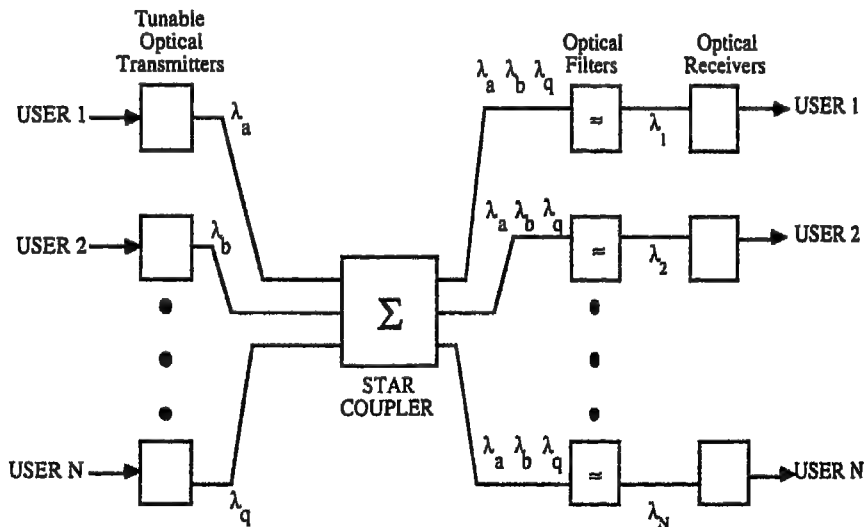 Tunable
Optical
Transmitters
Optical
Filters
Optical
Receivers
λa λb λq
USER 1
λa
≈
λ1
USER 1
USER 2
λb
λa λb λq
≈
λ2
USER 2
Σ
STAR
COUPLER
USER N
λq
λa λb λq
≈
λN
USER N